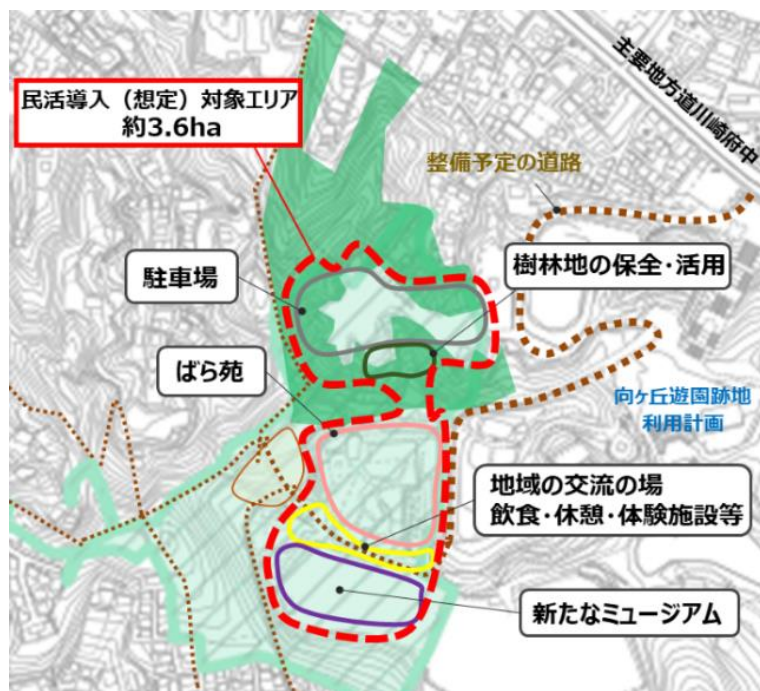 主要地方道川崎府中
民活導入（想定）対象エリア
約3.6ha
整備予定の道路
樹林地の保全・活用
駐車場
ばら苑
向ヶ丘遊園跡地
利用計画
地域の交流の場
飲食・休憩・体験施設等
新たなミュージアム